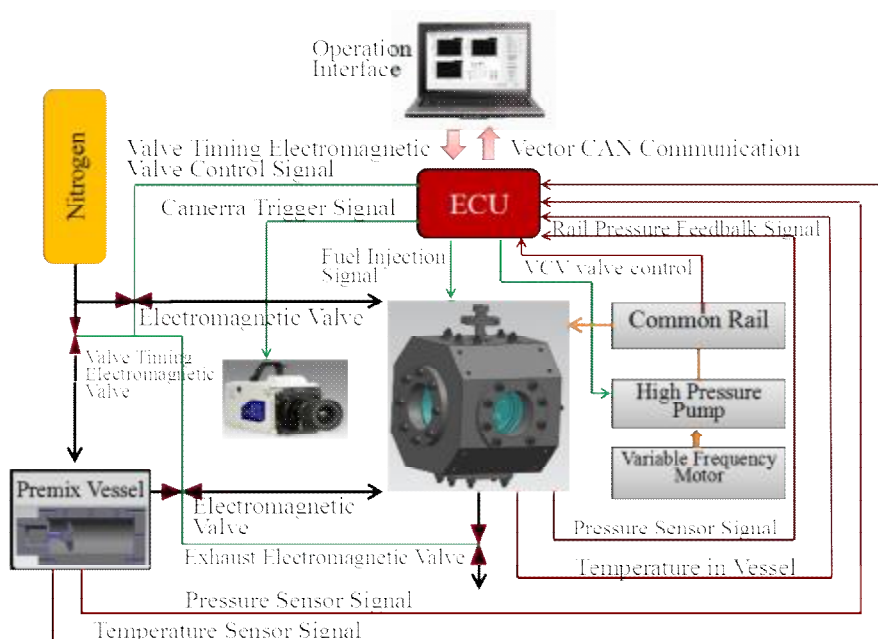 Operation
Interface
Nitrogen
Valve Timing Electromagnetic
Valve Control Signal
Vector CAN Communication
Camerra Trigger Signal
ECU
Rail Pressure Feedbalk Signal
Fuel Injection
Signal
VCV valve control
Electromagnetic Valve
Common Rail
Valve Timing
Electromagnetic
Valve
High Pressure
Pump
Variable Frequency
Motor
Premix Vessel
Electromagnetic
Valve
Pressure Sensor Signal
Exhaust Electromagnetic Valve
Temperature in Vessel
Pressure Sensor Signal
Temperature Sensor Signal